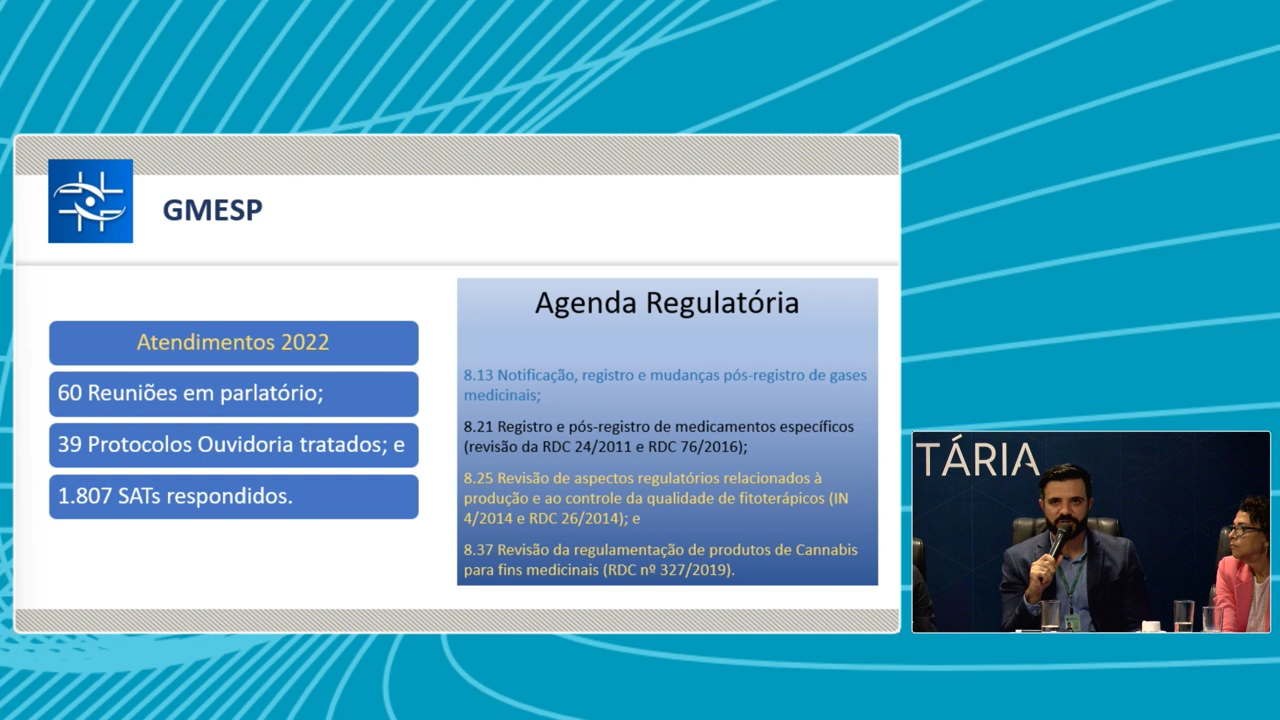 GMESP
Atendimentos 2022
60 Reuniões em parlatório;
39 Protocolos Ouvidoria tratados; e
1.807 SATs respondidos.
Agenda Regulatória
8.13 Notificação, registro e mudanças pós-registro de gases
medicinais;
8.21 Registro e pós-registro de medicamentos específicos
(revisão da RDC 24/2011 e RDC 76/2016);
8.25 Revisão de aspectos regulatórios relacionados à
produção e ao controle da qualidade de fitoterápicos (IN
4/2014 e RDC 26/2014); e
8.37 Revisão da regulamentação de produtos de Cannabis
para fins medicinais (RDC nº 327/2019).
TÁRIA